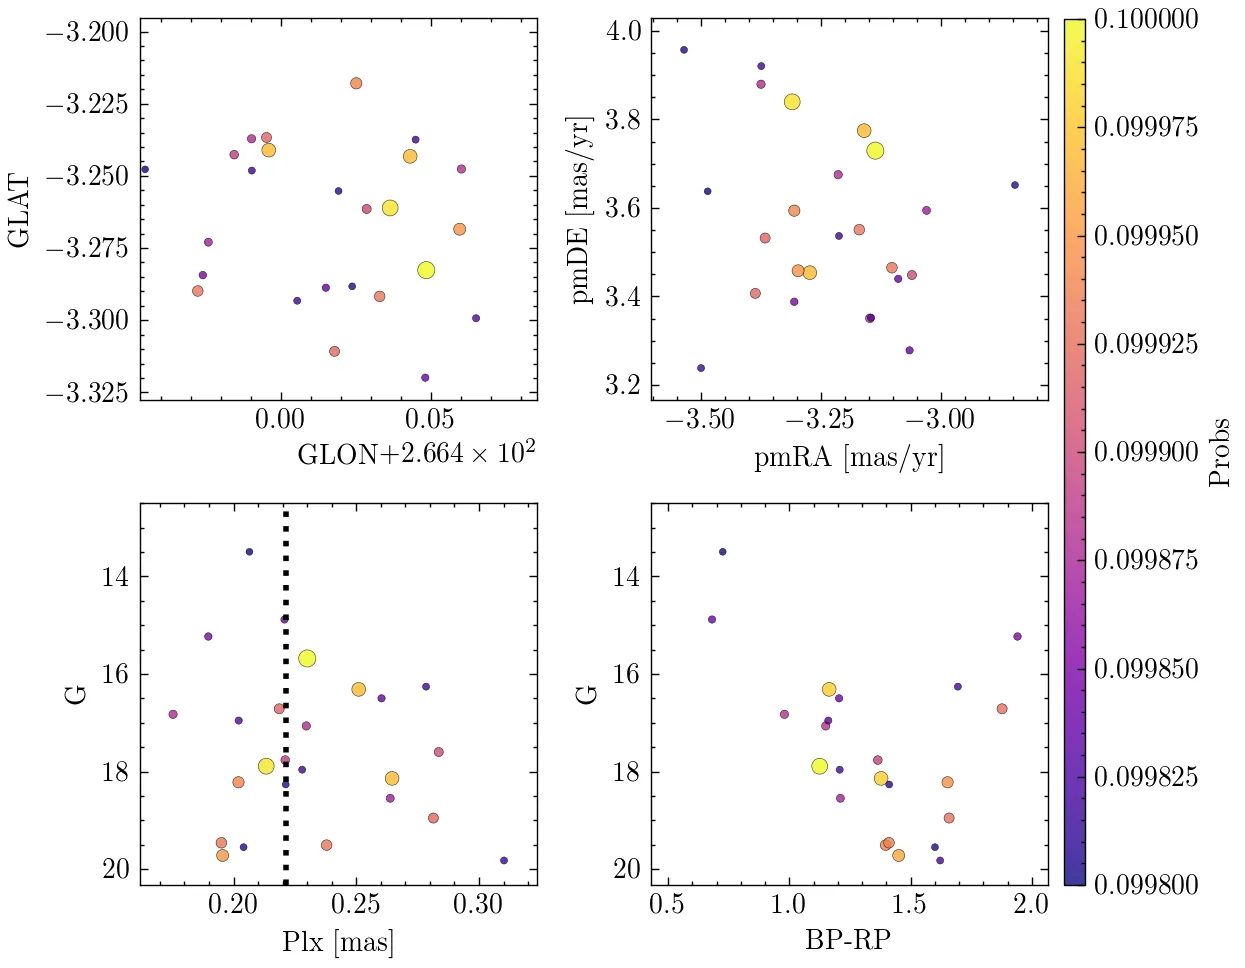 −3.200
−3.225
−3.250
−3.275
−3.300
−3.325
GLAT
0.00 0.05
GLON+2.664 × 10²
4.0
3.8
3.6
3.4
3.2
pmDE [mas/yr]
−3.50 −3.25 −3.00
pmRA [mas/yr]
14
16
18
20
G
0.20 0.25 0.30
Plx [mas]
14
16
18
20
G
0.5 1.0 1.5 2.0
BP-RP
0.100000
0.099975
0.099950
0.099925
0.099900
0.099875
0.099850
0.099825
0.099800
Probs